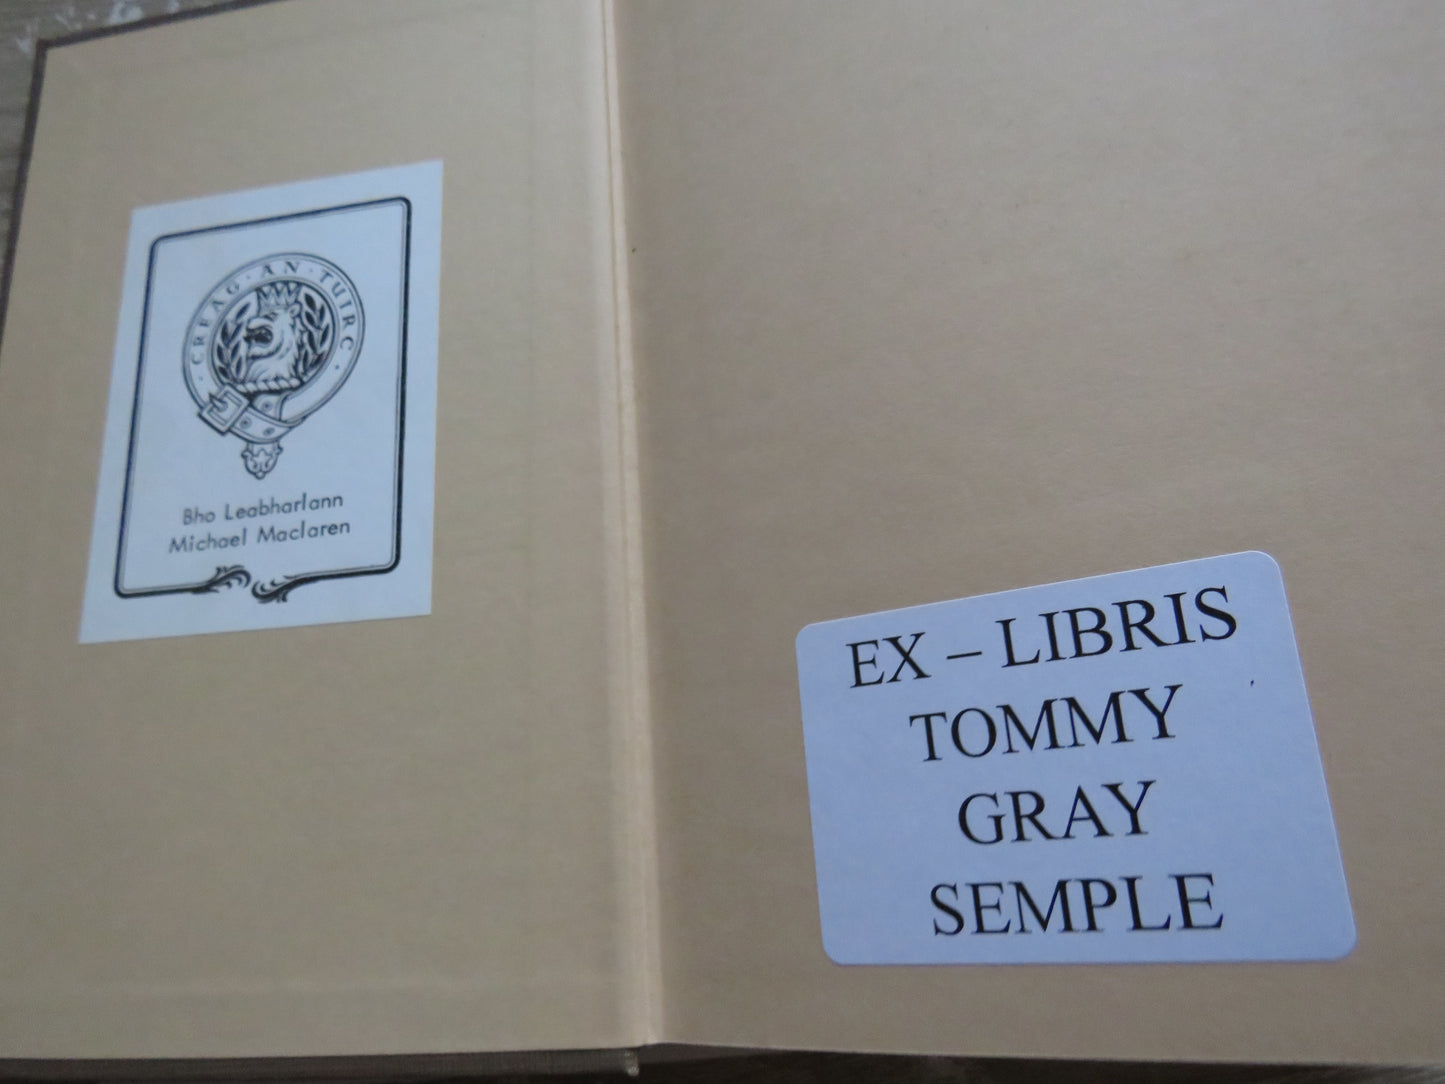 · CREAG · AN · TUIRC ·
Bho Leabharlann
Michael Maclaren
EX – LIBRIS
TOMMY
GRAY
SEMPLE